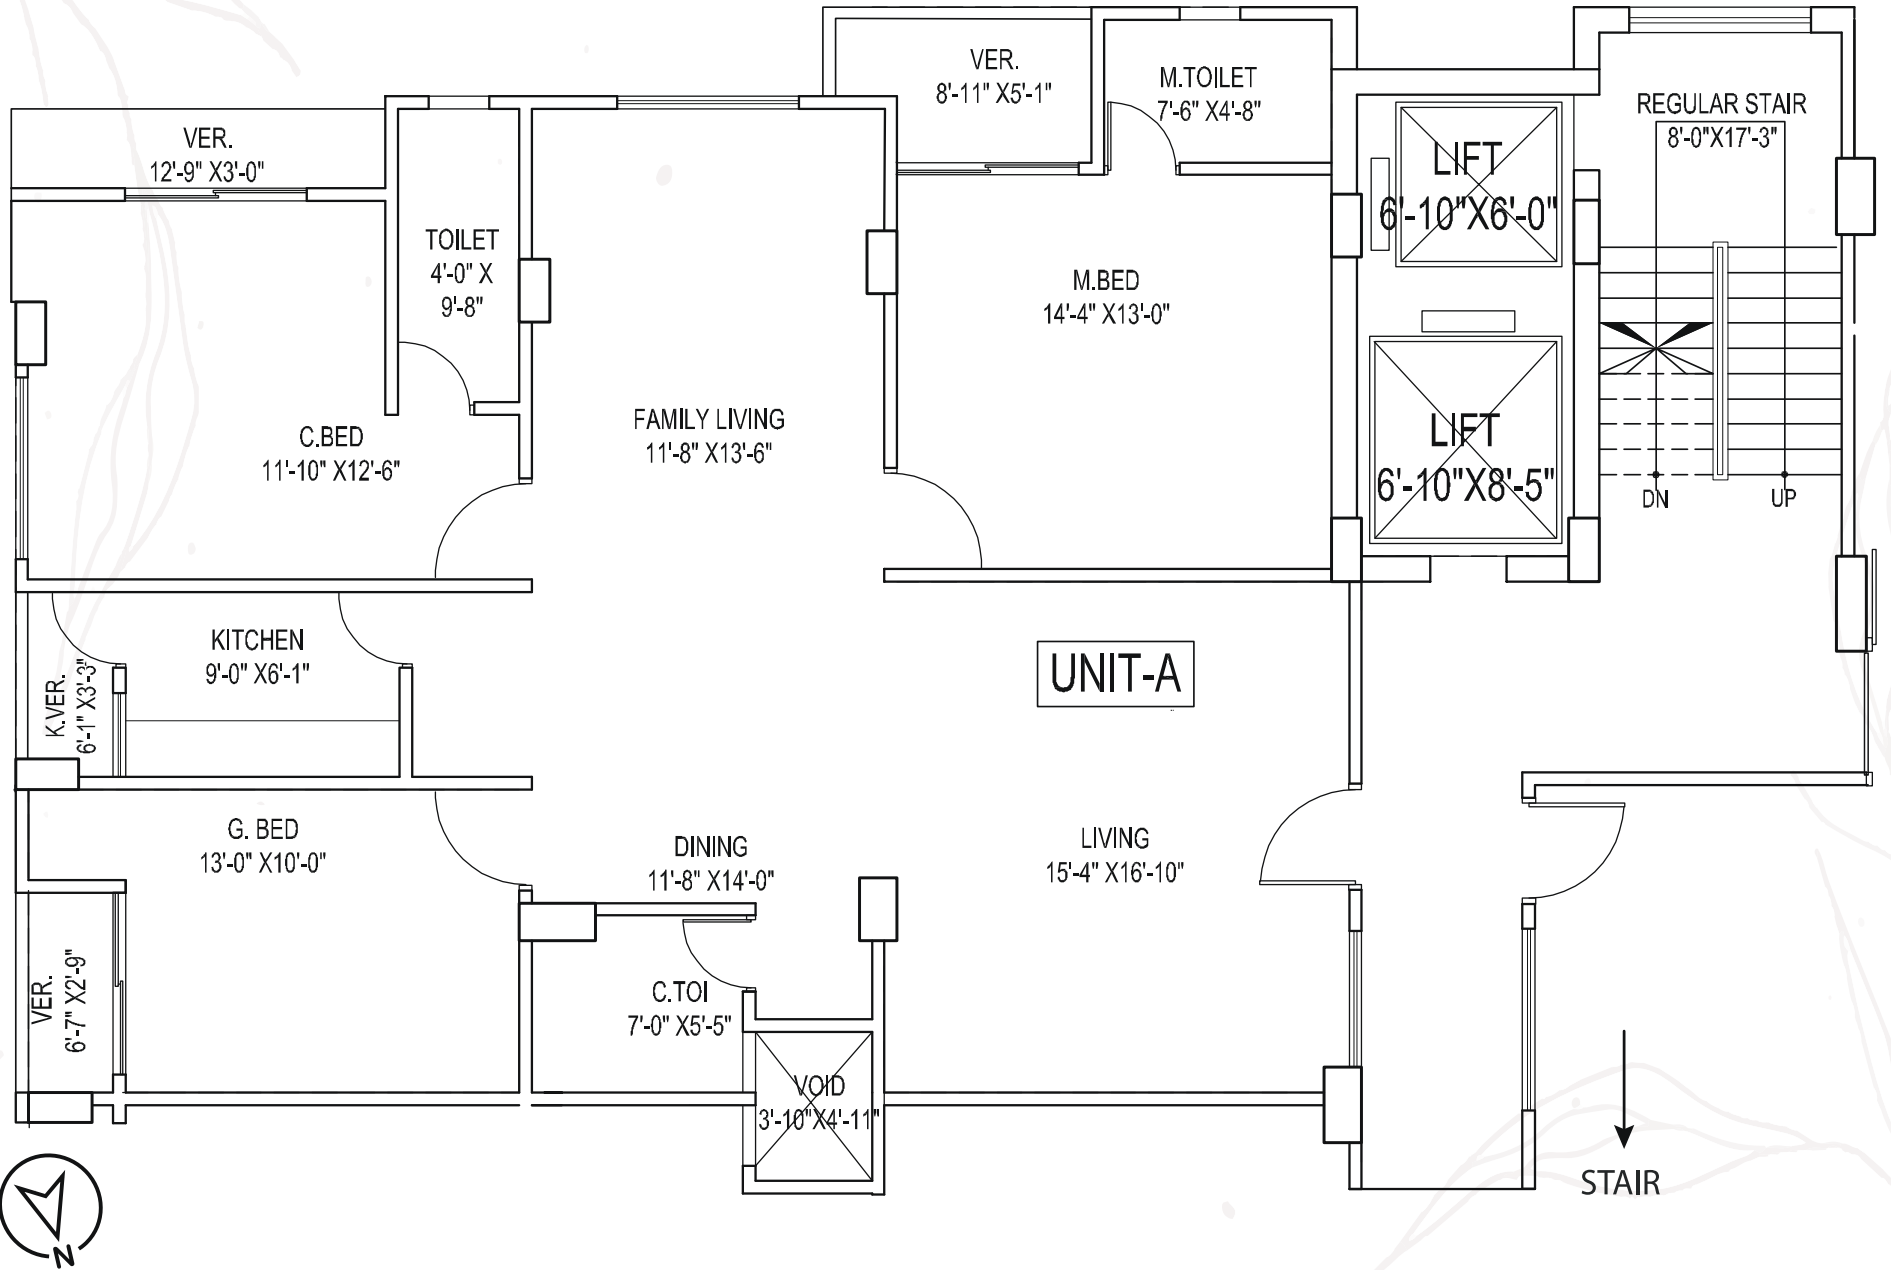 VER.
8'-11" X5'-1"
M.TOILET
7'-6" X4'-8"
REGULAR STAIR
8'-0"X17'-3"
VER.
12'-9" X3'-0"
LIFT
6'-10"X6'-0"
TOILET
4'-0" X
9'-8"
M.BED
14'-4" X13'-0"
FAMILY LIVING
11'-8" X13'-6"
C.BED
11'-10" X12'-6"
LIFT
6'-10"X8'-5"
DN
UP
KITCHEN
9'-0" X6'-1"
K.VER.
6'-1" X3'-3"
UNIT-A
G. BED
13'-0" X10'-0"
DINING
11'-8" X14'-0"
LIVING
15'-4" X16'-10"
VER.
6'-7" X2'-9"
C.TOI
7'-0" X5'-5"
VOID
3'-10"X4'-11"
STAIR
N